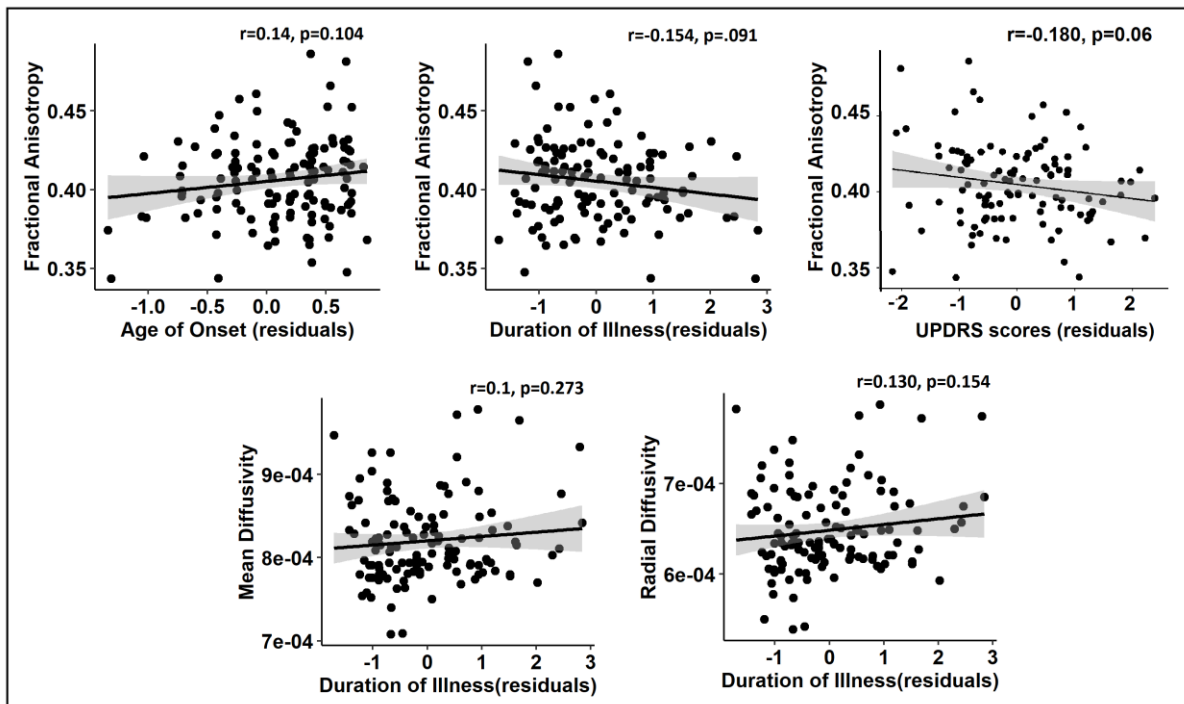 r=0.14, p=0.104
Fractional Anisotropy
0.45
0.40
0.35
-1.0 -0.5 0.0 0.5
Age of Onset (residuals)
r=-0.154, p=.091
Fractional Anisotropy
0.45
0.40
0.35
-1 0 1 2 3
Duration of Illness(residuals)
r=-0.180, p=0.06
Fractional Anisotropy
0.45
0.40
0.35
-2 -1 0 1 2
UPDRS scores (residuals)
r=0.1, p=0.273
Mean Diffusivity
9e-04
8e-04
7e-04
-1 0 1 2 3
Duration of Illness(residuals)
r=0.130, p=0.154
Radial Diffusivity
7e-04
6e-04
-1 0 1 2 3
Duration of Illness(residuals)